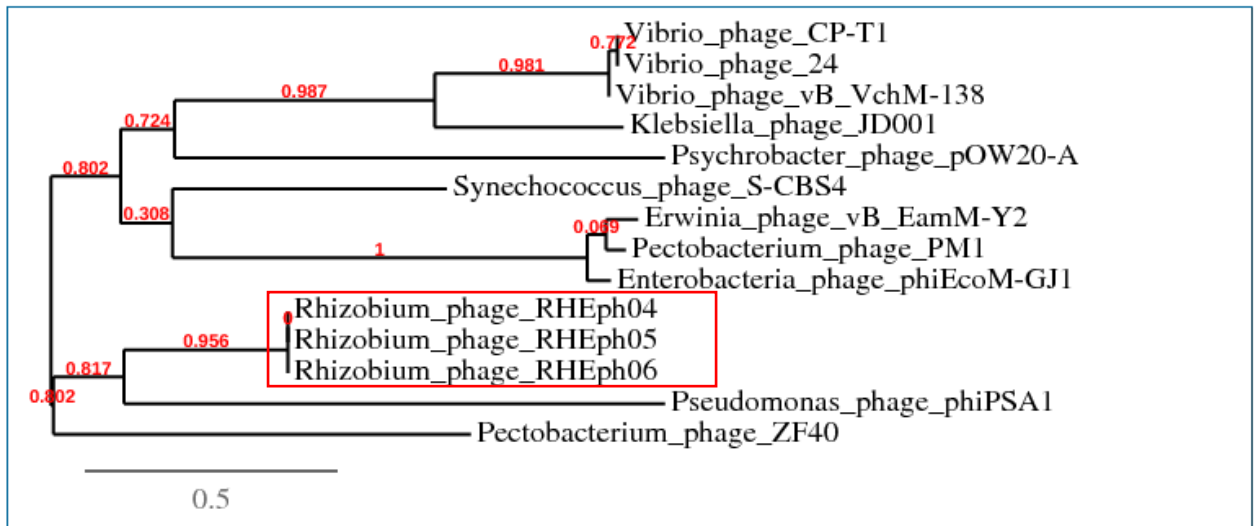 Vibrio_phage_CP-T1
0.772
Vibrio_phage_24
0.981
0.987
Vibrio_phage_vB_VchM-138
0.724
Klebsiella_phage_JD001
Psychrobacter_phage_pOW20-A
0.802
Synechococcus_phage_S-CBS4
0.308
Erwinia_phage_vB_EamM-Y2
0.069
Pectobacterium_phage_PM1
1
Enterobacteria_phage_phiEcoM-GJ1
Rhizobium_phage_RHEph04
0
Rhizobium_phage_RHEph05
0.956
Rhizobium_phage_RHEph06
0.817
0.802
Pseudomonas_phage_phiPSA1
Pectobacterium_phage_ZF40
0.5